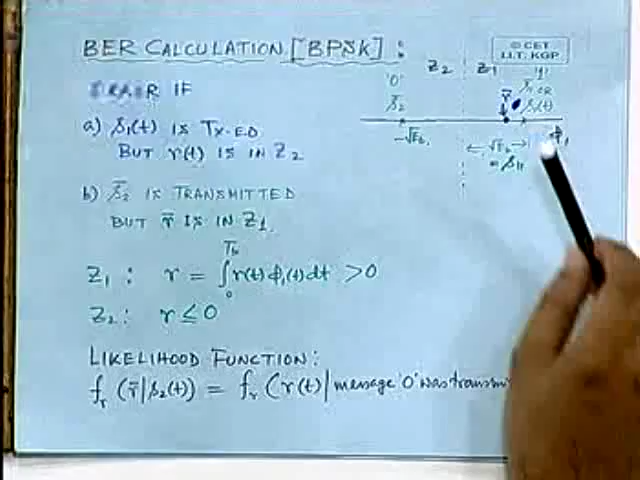 BER CALCULATION [BPSK] :
© CET
I.I.T. KGP
Z2 Z1
'0' '1'
S̄2 r̄ S̄1 OR S1(t)
-√Eb ← √Eb → ϕ1
= S11
ERROR IF
a) S1(t) IS TX.ED
BUT r(t) IS IN Z2
b) S̄2 IS TRANSMITTED
BUT r̄ IS IN Z1.
Z1 : r = ∫0^Tb r(t) ϕ1(t) dt > 0
Z2 : r ≤ 0
LIKELIHOOD FUNCTION:
fr (r̄ | S2(t)) = fr (r(t) | message '0' was